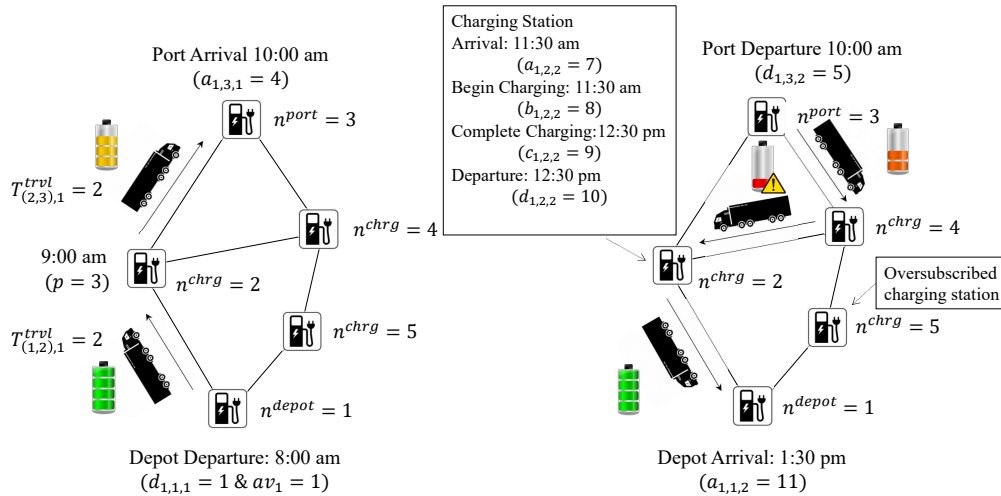 Port Arrival 10:00 am
($a_{1,3,1} = 4$)
$n^{port} = 3$
$T^{trvl}_{(2,3),1} = 2$
$n^{chrg} = 4$
9:00 am
($p = 3$)
$n^{chrg} = 2$
$n^{chrg} = 5$
$T^{trvl}_{(1,2),1} = 2$
$n^{depot} = 1$
Depot Departure: 8:00 am
($d_{1,1,1} = 1$ & $av_1 = 1$)
Charging Station
Arrival: 11:30 am
($a_{1,2,2} = 7$)
Begin Charging: 11:30 am
($b_{1,2,2} = 8$)
Complete Charging:12:30 pm
($c_{1,2,2} = 9$)
Departure: 12:30 pm
($d_{1,2,2} = 10$)
Port Departure 10:00 am
($d_{1,3,2} = 5$)
$n^{port} = 3$
$n^{chrg} = 4$
$n^{chrg} = 2$
Oversubscribed
charging station
$n^{chrg} = 5$
$n^{depot} = 1$
Depot Arrival: 1:30 pm
($a_{1,1,2} = 11$)